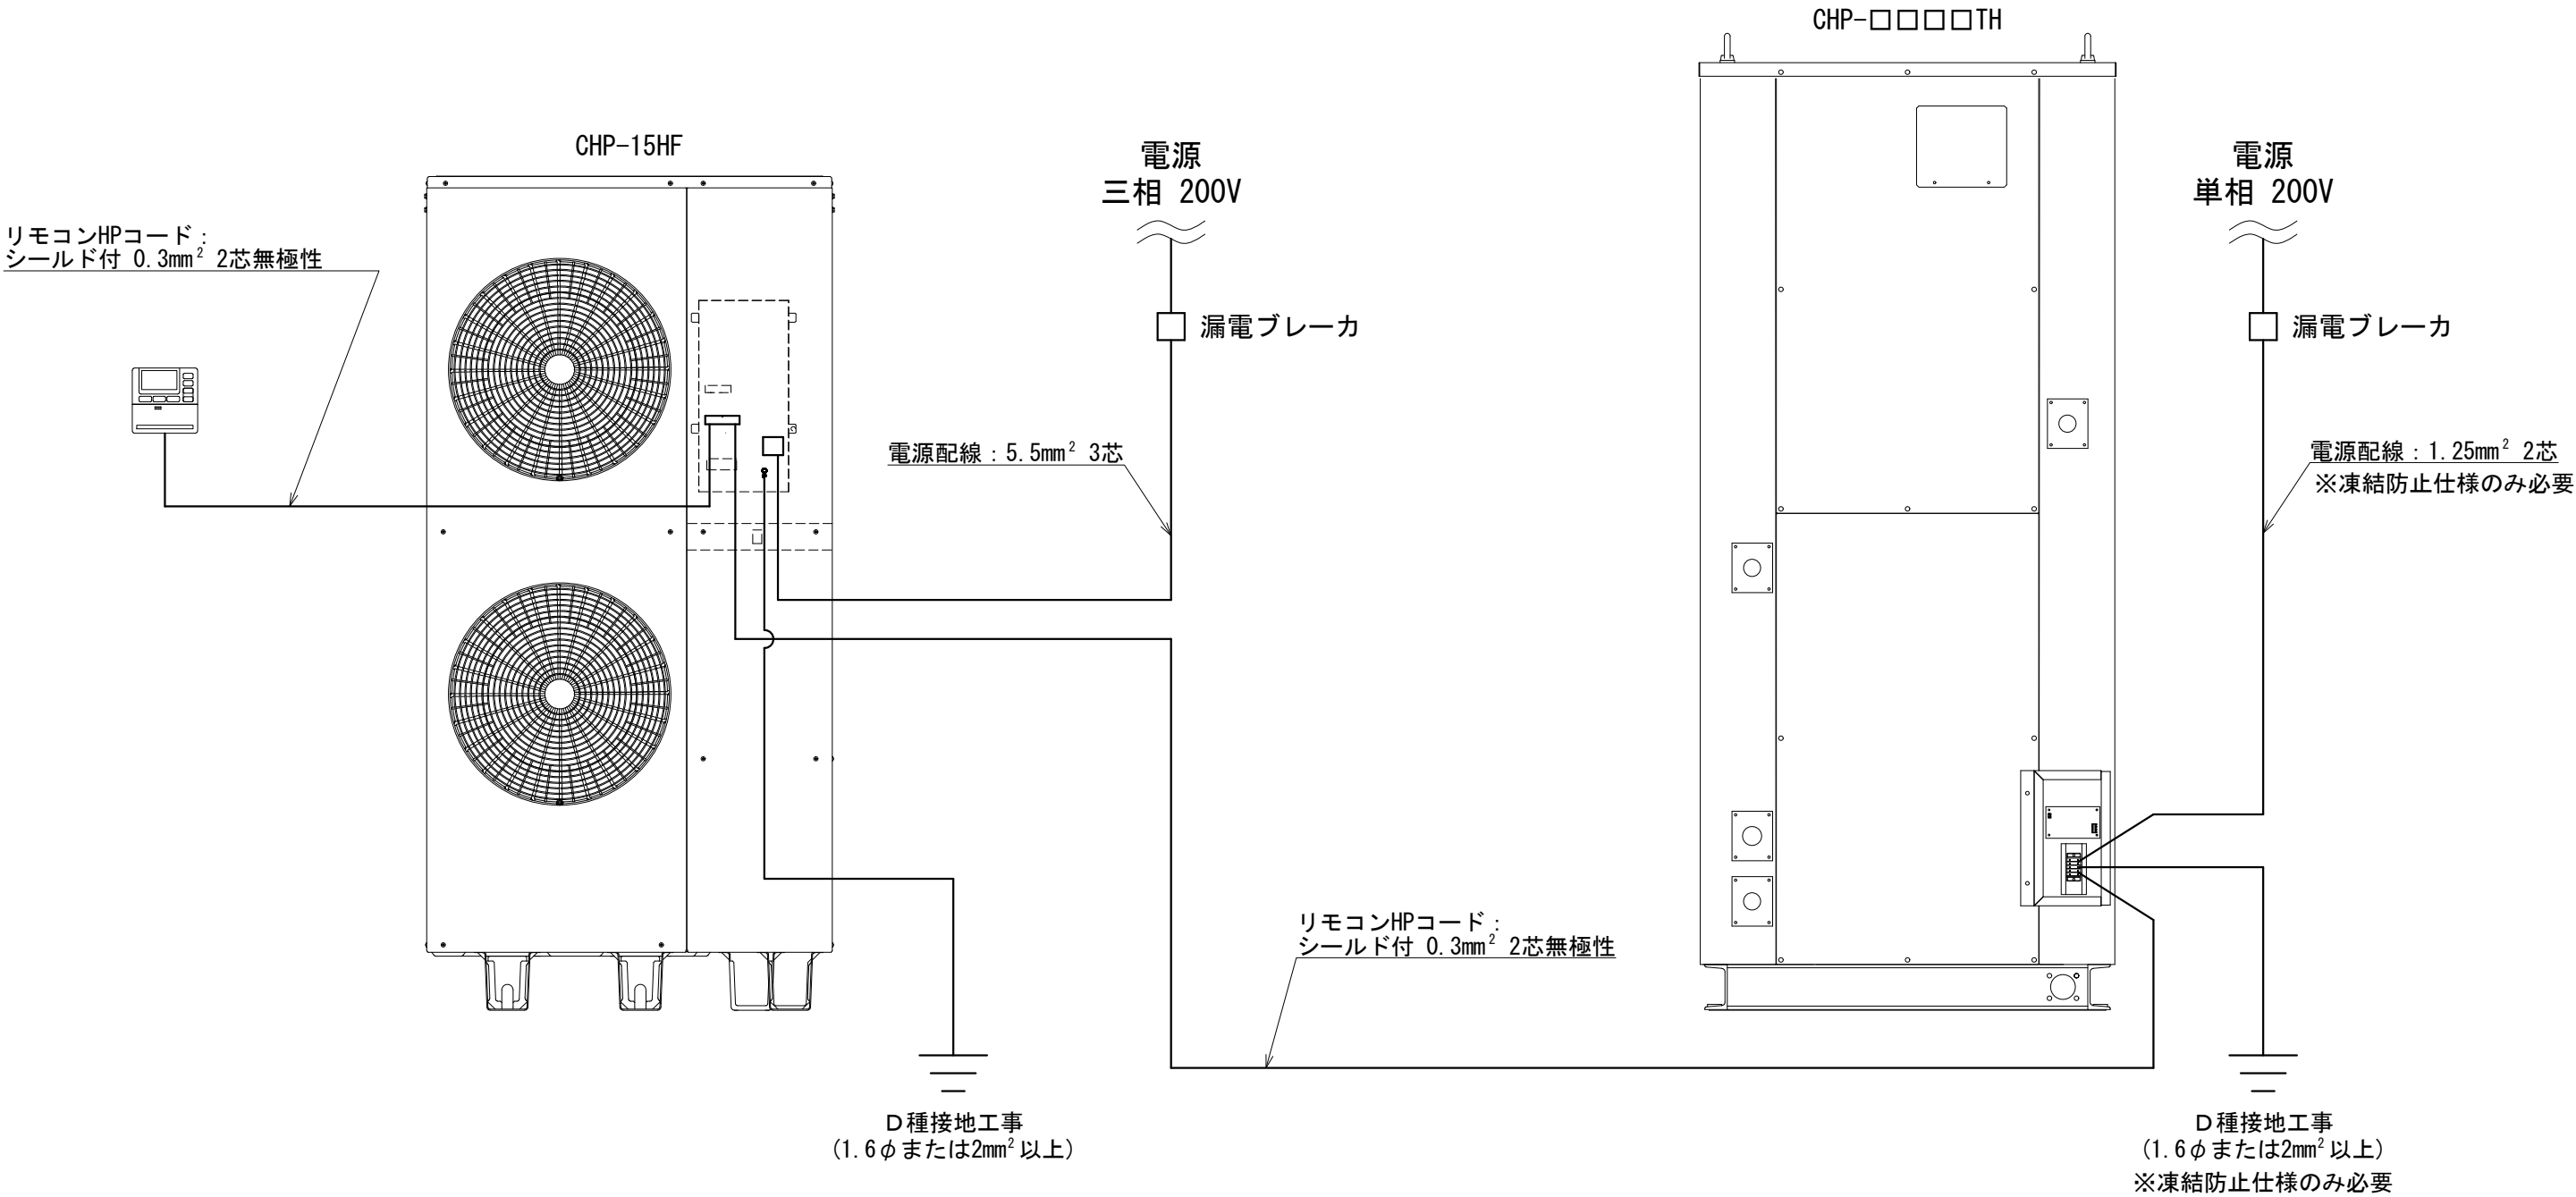 CHP-□□□□TH
CHP-15HF
電源
三相 200V
電源
単相 200V
リモコンHPコード：
シールド付 0.3mm² 2芯無極性
漏電ブレーカ
漏電ブレーカ
電源配線：5.5mm² 3芯
電源配線：1.25mm² 2芯
※凍結防止仕様のみ必要
リモコンHPコード：
シールド付 0.3mm² 2芯無極性
D種接地工事
(1.6φまたは2mm²以上)
D種接地工事
(1.6φまたは2mm²以上)
※凍結防止仕様のみ必要